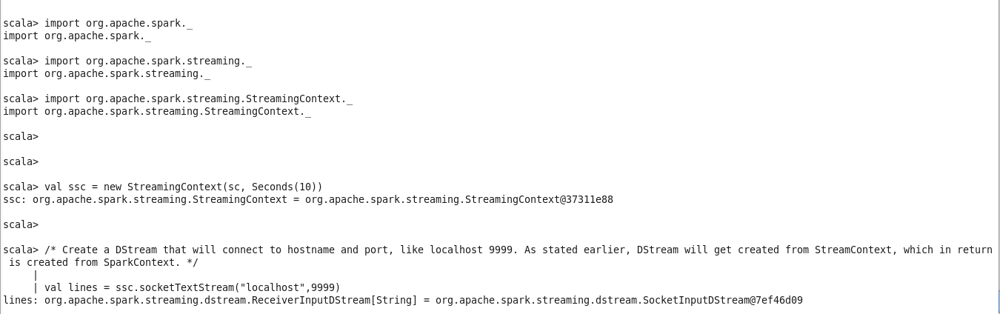 scala> import org.apache.spark._
import org.apache.spark._
scala> import org.apache.spark.streaming._
import org.apache.spark.streaming._
scala> import org.apache.spark.streaming.StreamingContext._
import org.apache.spark.streaming.StreamingContext._
scala>
scala>
scala> val ssc = new StreamingContext(sc, Seconds(10))
ssc: org.apache.spark.streaming.StreamingContext = org.apache.spark.streaming.StreamingContext@37311e88
scala>
scala> /* Create a DStream that will connect to hostname and port, like localhost 9999. As stated earlier, DStream will get created from StreamContext, which in return
 is created from SparkContext. */
     |
     | val lines = ssc.socketTextStream("localhost",9999)
lines: org.apache.spark.streaming.dstream.ReceiverInputDStream[String] = org.apache.spark.streaming.dstream.SocketInputDStream@7ef46d09